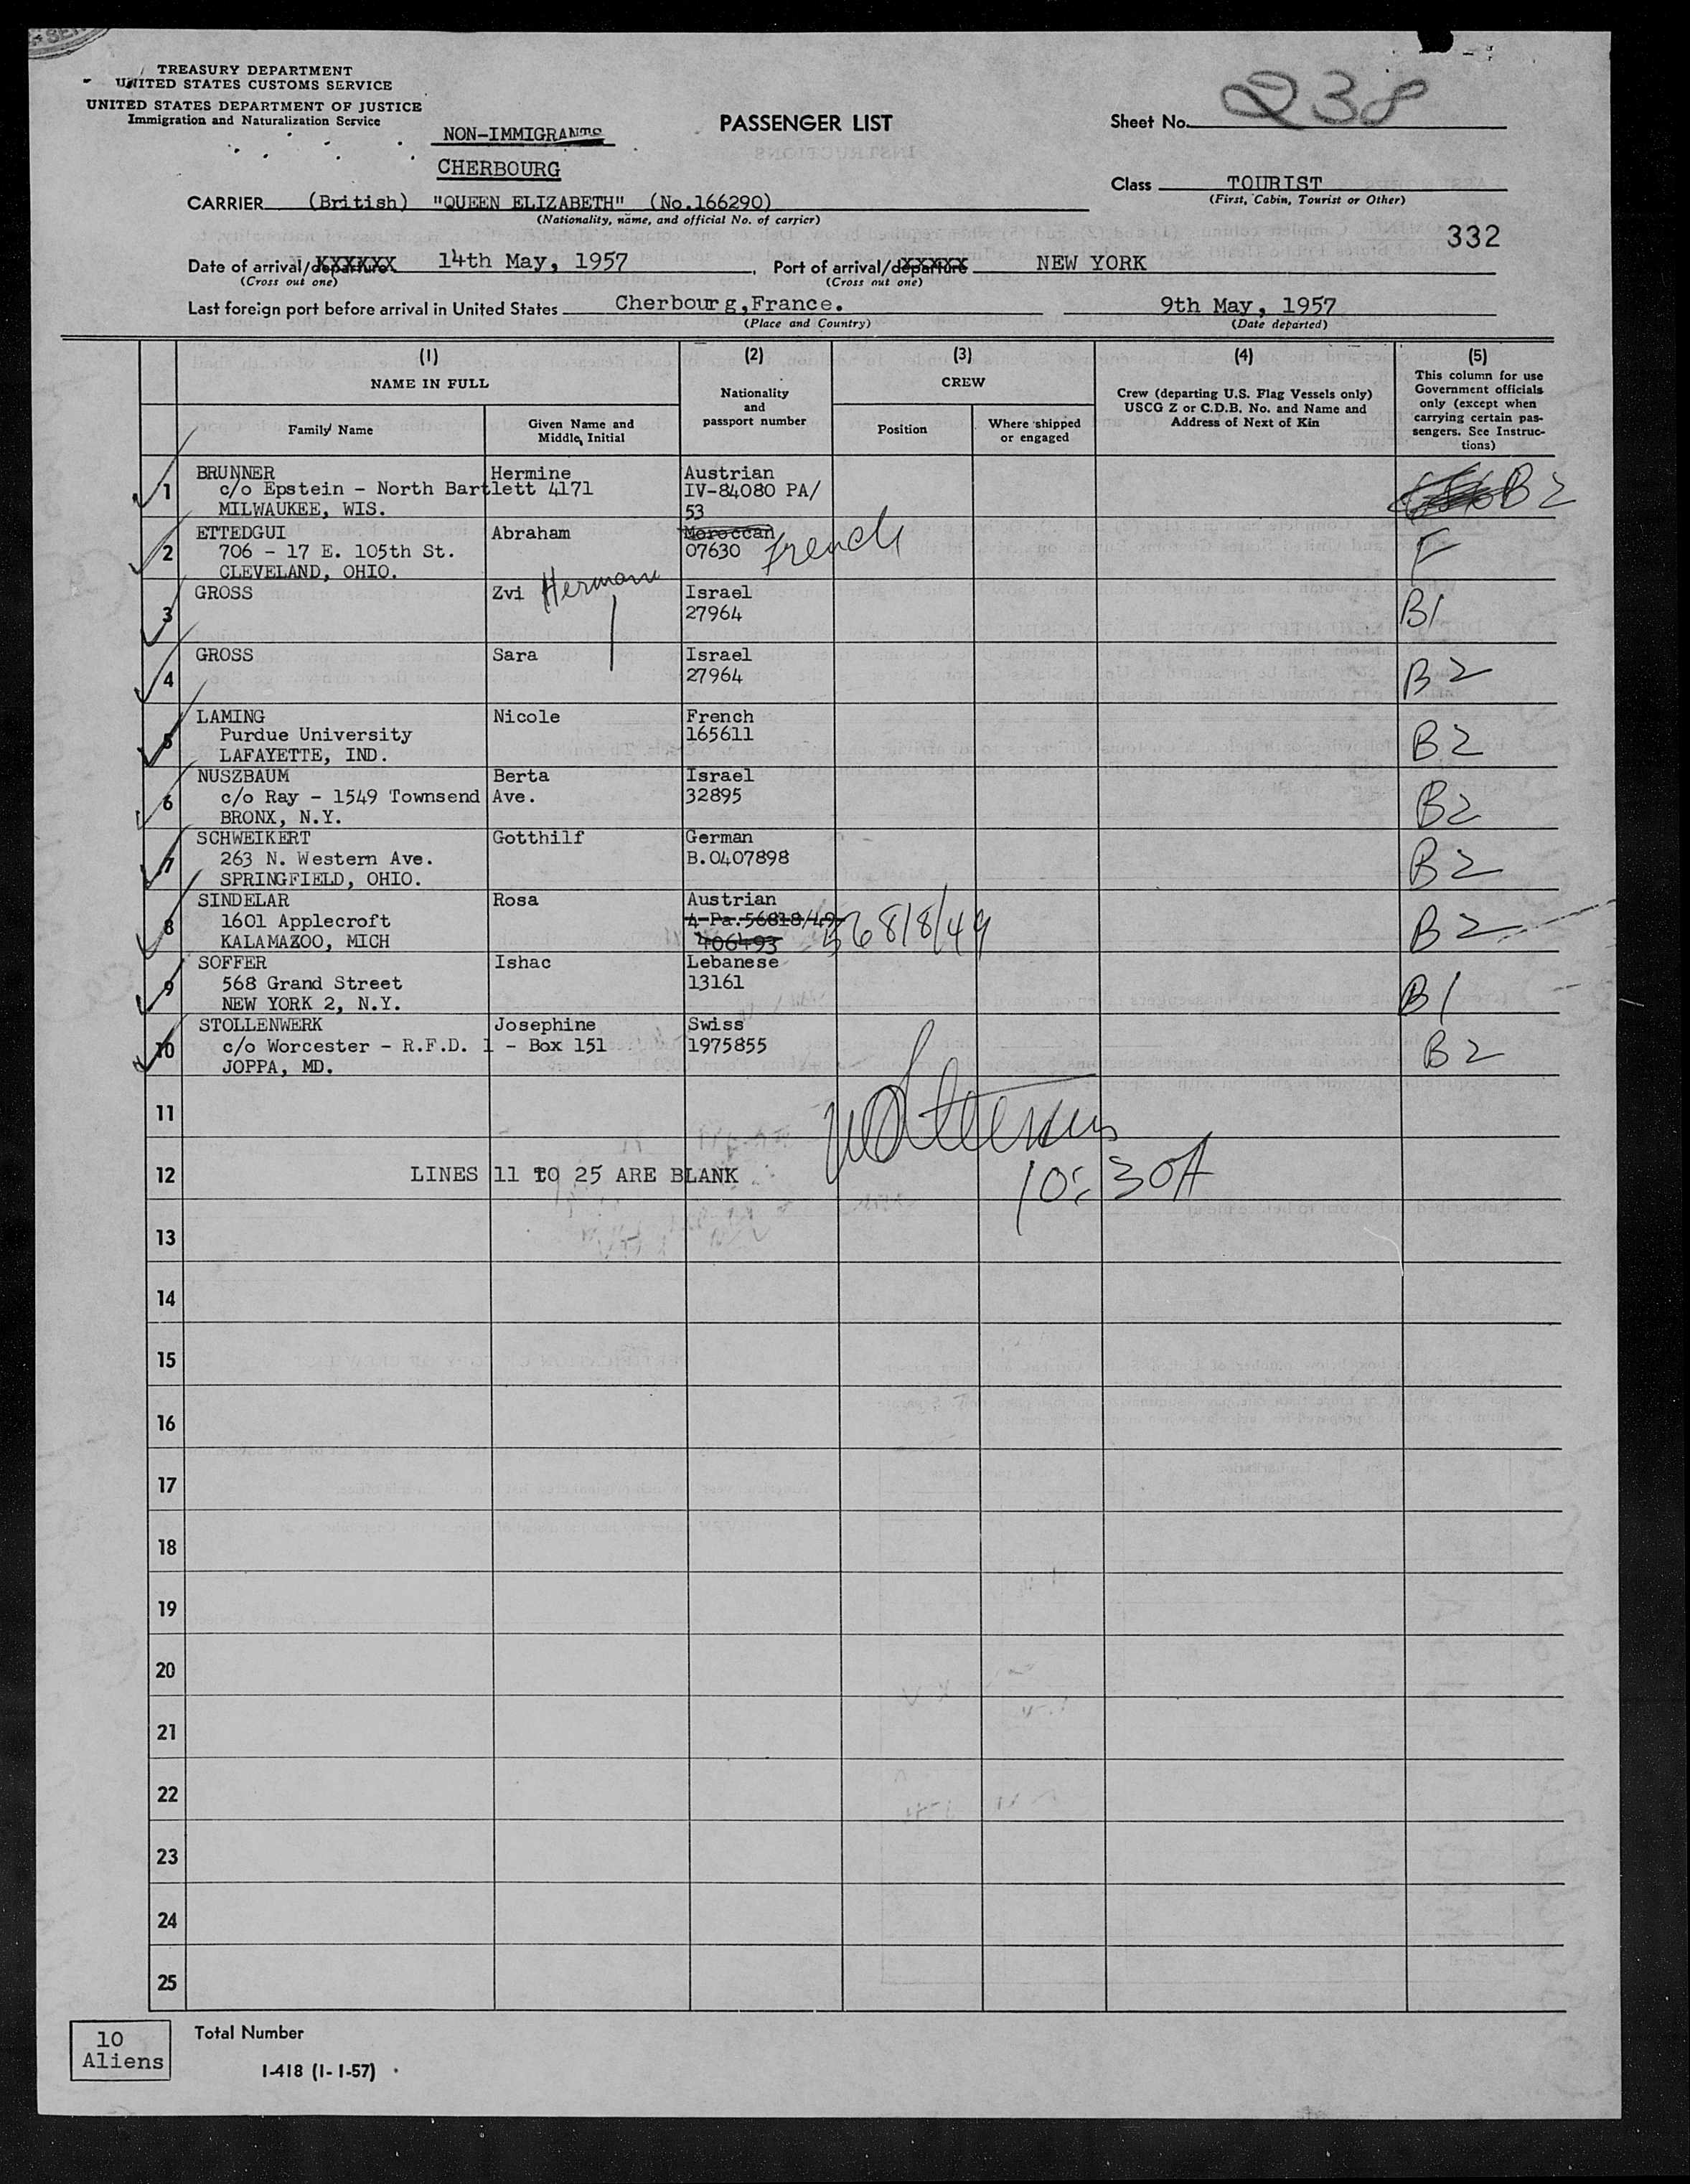 TREASURY DEPARTMENT
UNITED STATES CUSTOMS SERVICE
UNITED STATES DEPARTMENT OF JUSTICE
Immigration and Naturalization Service
NON-IMMIGRANTS
CHERBOURG
PASSENGER LIST
Sheet No. 238
Class TOURIST
(First, Cabin, Tourist or Other)
CARRIER (British) "QUEEN ELIZABETH" (No.166290)
(Nationality, name, and official No. of carrier)
332
Date of arrival/departure 14th May, 1957, Port of arrival/departure NEW YORK
(Cross out one) (Cross out one)
Last foreign port before arrival in United States Cherbourg,France. 9th May, 1957
(Place and Country) (Date departed)
(1) (2) (3) (4) (5)
NAME IN FULL
Family Name
Given Name and Middle Initial
Nationality and passport number
CREW
Position
Where shipped or engaged
Crew (departing U.S. Flag Vessels only)
USCG Z or C.D.B. No. and Name and
Address of Next of Kin
This column for use
Government officials
only (except when
carrying certain pas-
sengers. See Instruc-
tions)
1 BRUNNER Hermine Austrian B2
c/o Epstein - North Bartlett 4171 IV-84080 PA/
MILWAUKEE, WIS. 53
2 ETTEDGUI Abraham Moroccan French F
706 - 17 E. 105th St. 07630
CLEVELAND, OHIO.
3 GROSS Zvi Hermann Israel B1
27964
4 GROSS Sara Israel B2
27964
5 LAMING Nicole French B2
Purdue University 165611
LAFAYETTE, IND.
6 NUSZBAUM Berta Israel B2
c/o Ray - 1549 Townsend Ave. 32895
BRONX, N.Y.
7 SCHWEIKERT Gotthilf German B2
263 N. Western Ave. B.0407898
SPRINGFIELD, OHIO.
8 SINDELAR Rosa Austrian B2
1601 Applecroft 4-Pa.56818/49 56818/49
KALAMAZOO, MICH 406493
9 SOFFER Ishac Lebanese B1
568 Grand Street 13161
NEW YORK 2, N.Y.
10 STOLLENWERK Josephine Swiss B2
c/o Worcester - R.F.D. 1 - Box 151 1975855
JOPPA, MD.
11
12 LINES 11 TO 25 ARE BLANK 10:30A
13
14
15
16
17
18
19
20
21
22
23
24
25
10
Aliens
Total Number
I-418 (1-1-57)